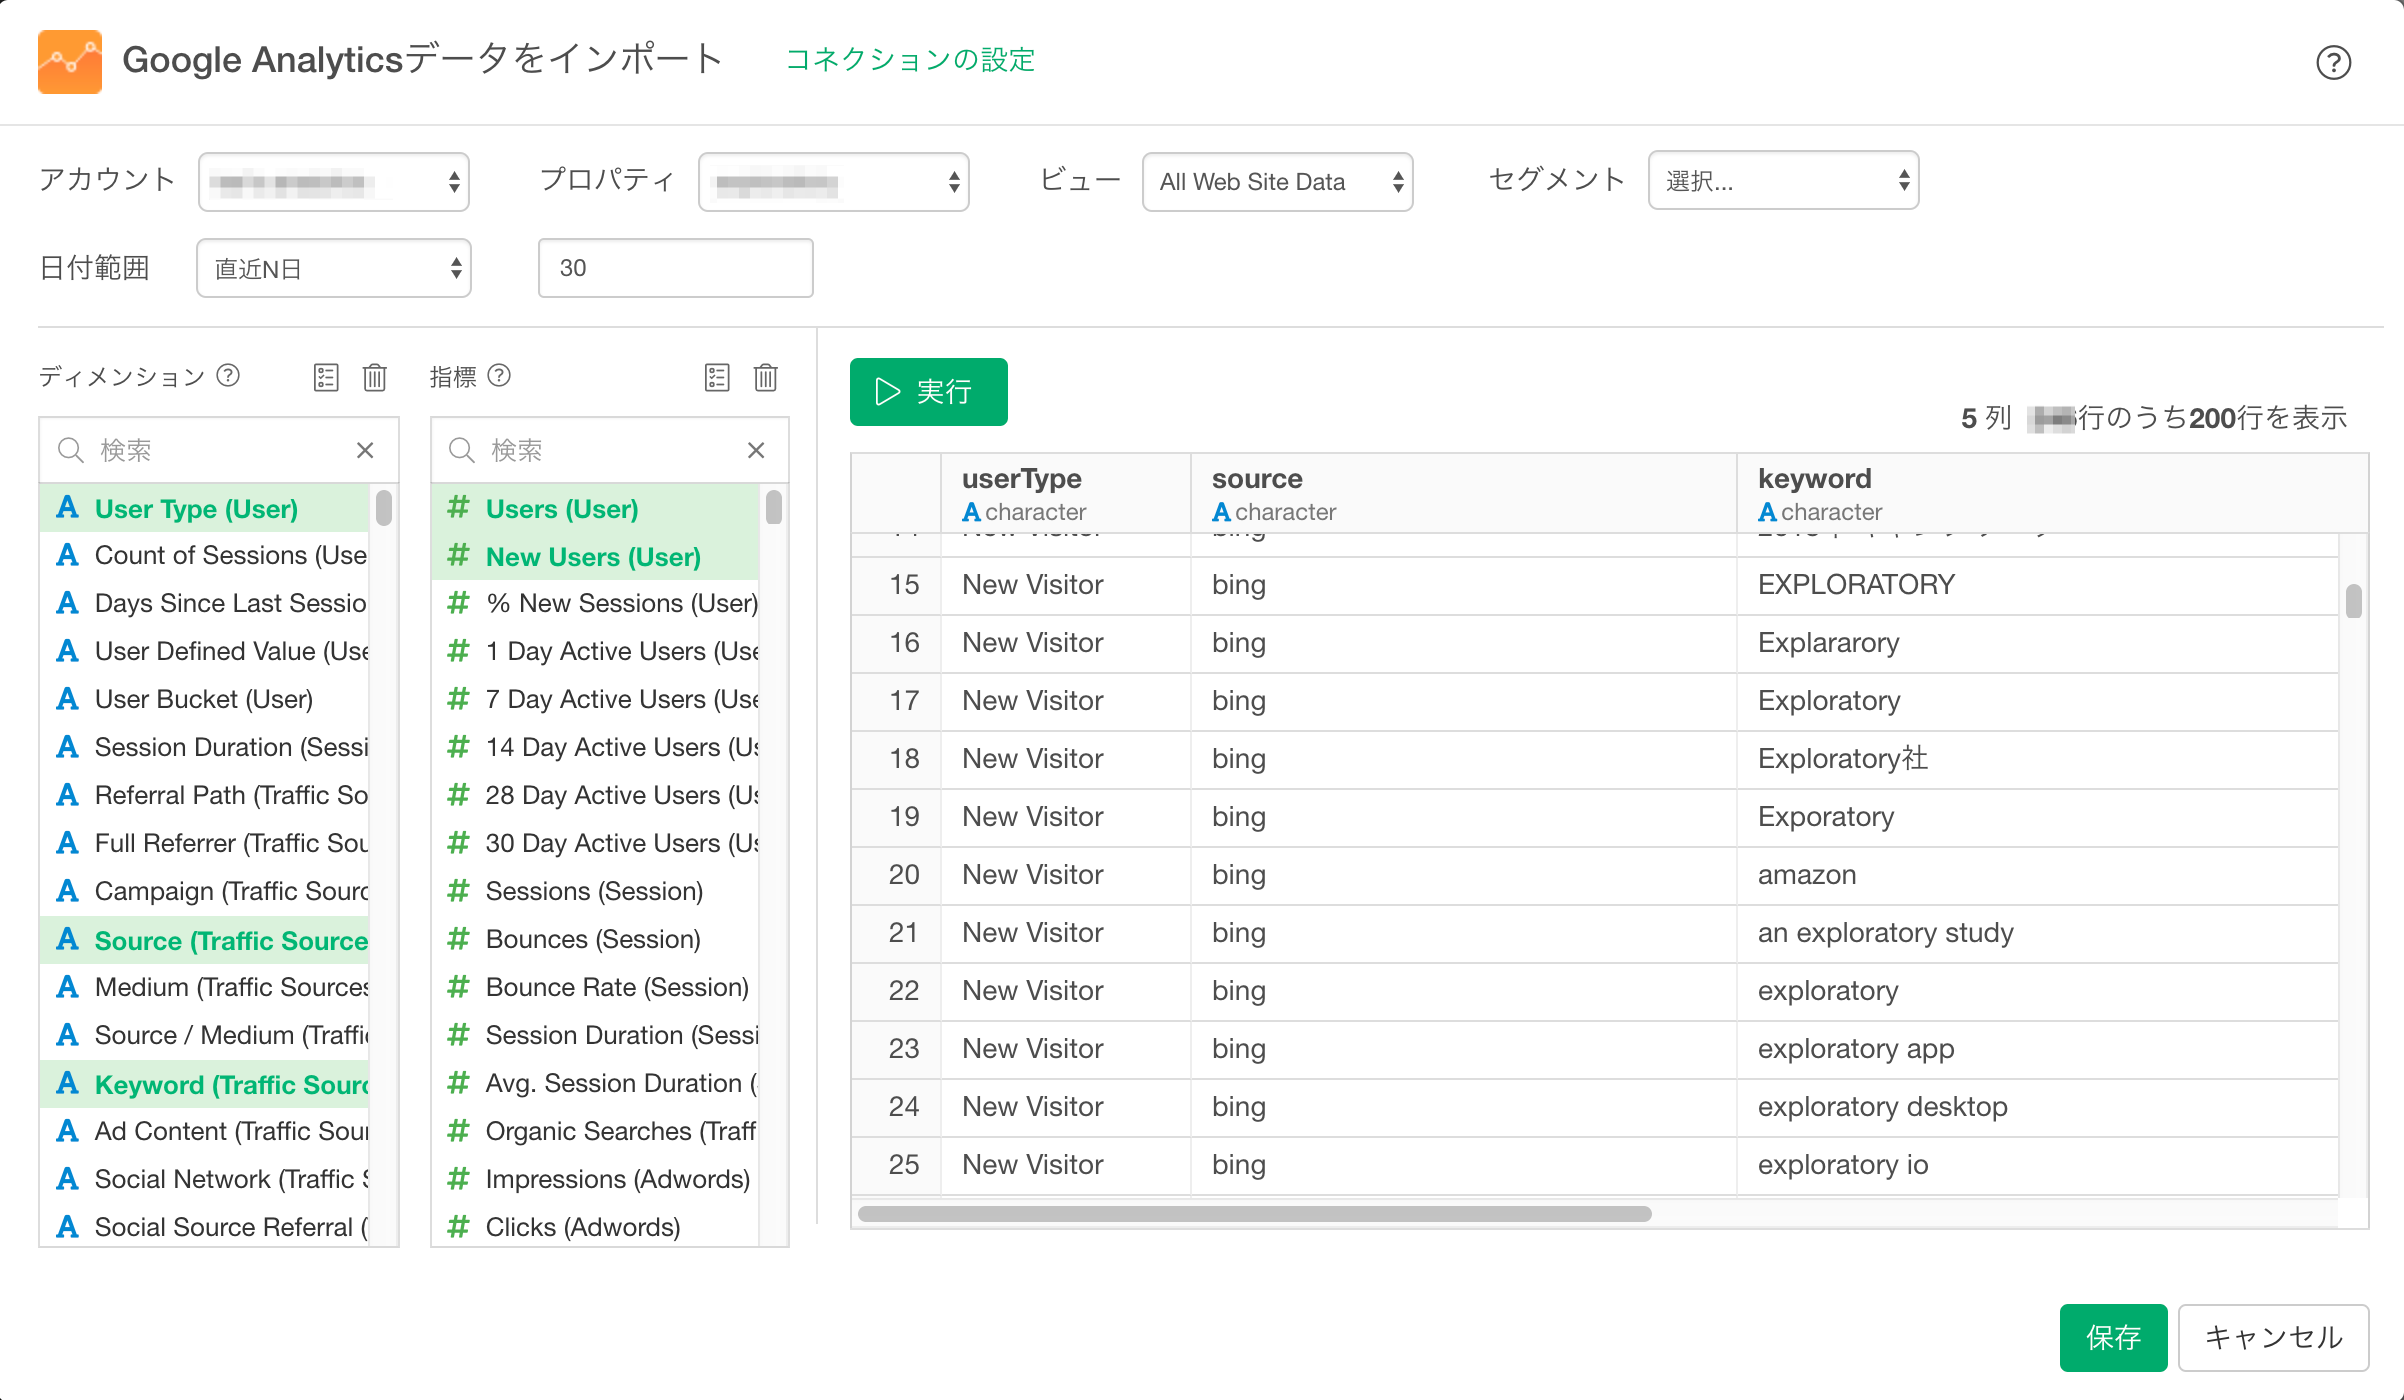 Google Analyticsデータをインポート コネクションの設定
アカウント プロパティ ビュー All Web Site Data セグメント 選択...
日付範囲 直近N日 30
ディメンション
検索
User Type (User)
Count of Sessions (Use
Days Since Last Sessio
User Defined Value (Use
User Bucket (User)
Session Duration (Sessi
Referral Path (Traffic So
Full Referrer (Traffic Sou
Campaign (Traffic Sourc
Source (Traffic Source
Medium (Traffic Sources
Source / Medium (Traffic
Keyword (Traffic Sourc
Ad Content (Traffic Sour
Social Network (Traffic S
Social Source Referral (
指標
検索
Users (User)
New Users (User)
% New Sessions (User)
1 Day Active Users (Use
7 Day Active Users (Use
14 Day Active Users (Us
28 Day Active Users (Us
30 Day Active Users (Us
Sessions (Session)
Bounces (Session)
Bounce Rate (Session)
Session Duration (Sessi
Avg. Session Duration (
Organic Searches (Traff
Impressions (Adwords)
Clicks (Adwords)
実行
5 列 行のうち200行を表示
userType source keyword
character character character
15 New Visitor bing EXPLORATORY
16 New Visitor bing Explararory
17 New Visitor bing Exploratory
18 New Visitor bing Exploratory社
19 New Visitor bing Exporatory
20 New Visitor bing amazon
21 New Visitor bing an exploratory study
22 New Visitor bing exploratory
23 New Visitor bing exploratory app
24 New Visitor bing exploratory desktop
25 New Visitor bing exploratory io
保存 キャンセル